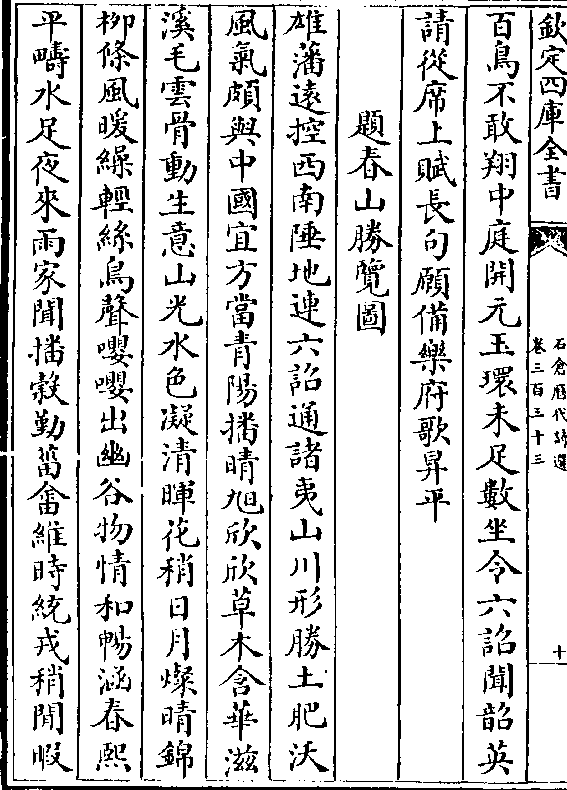 欽定四庫全書
石倉歷代詩選
卷三百三十三
十
百鳥不敢翔中庭開元玉環未足數坐令六詔聞韶英
請從席上賦長句願備樂府歌昇平
題春山勝覽圖
雄藩遠控西南陲地連六詔通諸夷山川形勝土肥沃
風氣頗與中國宜方當青陽播晴旭欣欣草木含華滋
溪毛雲骨動生意山光水色凝清暉花稍日月燦晴錦
栁條風暖繰輕絲鳥聲嚶嚶出幽谷物情和暢涵春熙
平疇水足夜來雨家聞播穀勤菑畬維時統戎稍閒暇